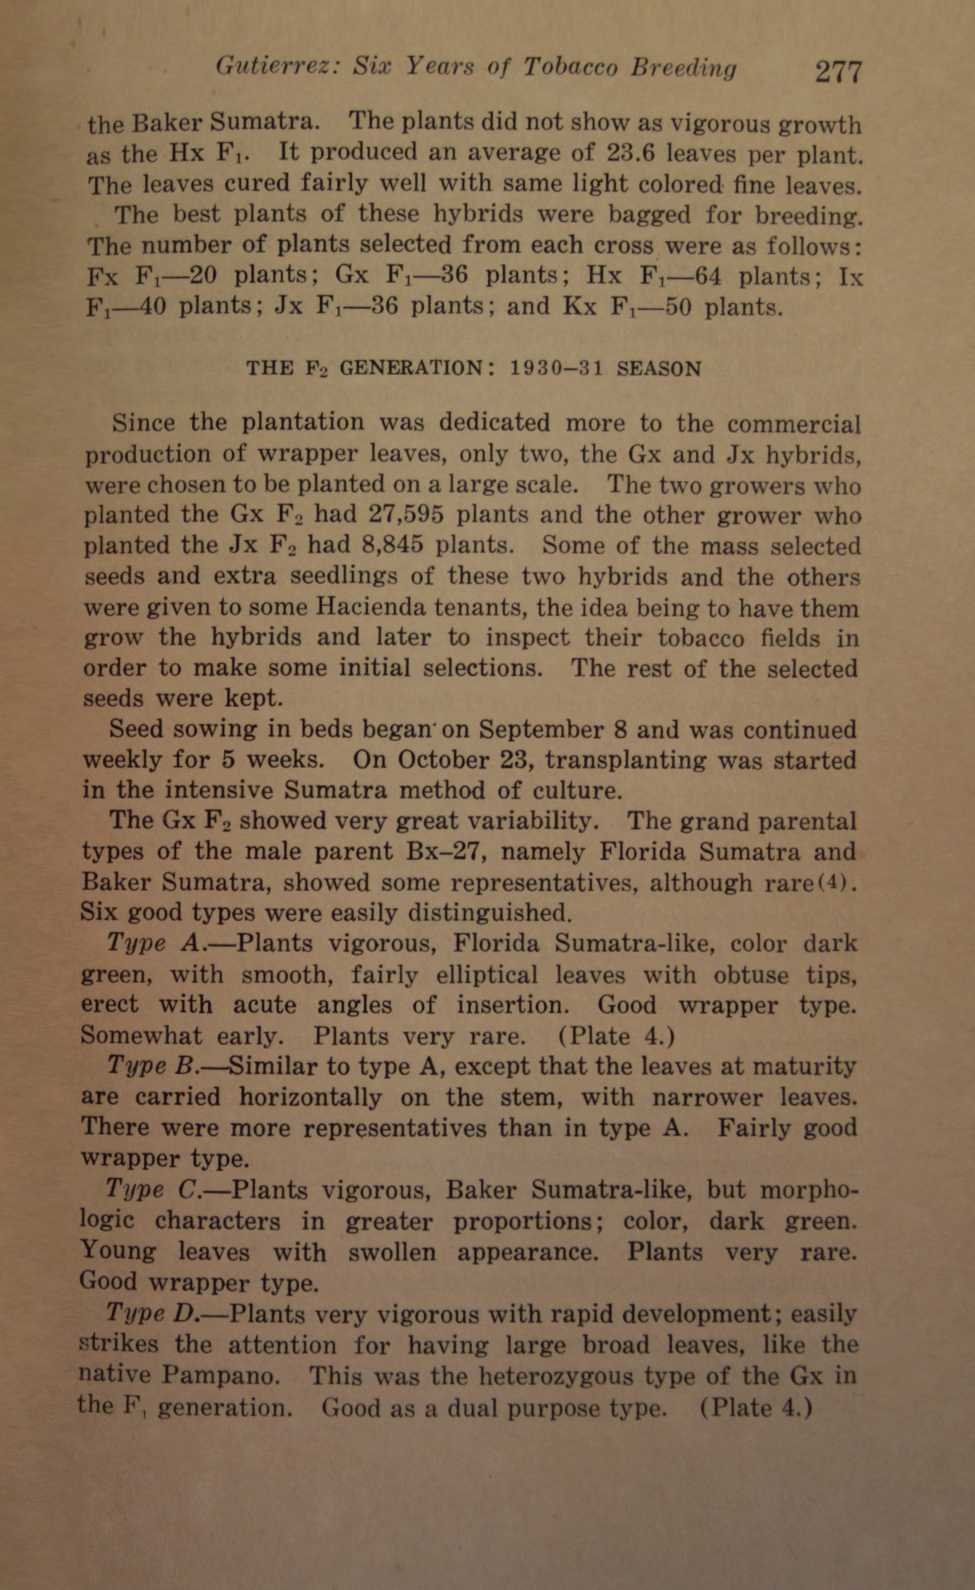 Gutierrez: Six Years of Tobacco Breeding 277
the Baker Sumatra. The plants did not show as vigorous growth
as the Hx F₁. It produced an average of 23.6 leaves per plant.
The leaves cured fairly well with same light colored fine leaves.
The best plants of these hybrids were bagged for breeding.
The number of plants selected from each cross were as follows:
Fx F₁—20 plants; Gx F₁—36 plants; Hx F₁—64 plants; Ix
F₁—40 plants; Jx F₁—36 plants; and Kx F₁—50 plants.
THE F₂ GENERATION: 1930–31 SEASON
Since the plantation was dedicated more to the commercial
production of wrapper leaves, only two, the Gx and Jx hybrids,
were chosen to be planted on a large scale. The two growers who
planted the Gx F₂ had 27,595 plants and the other grower who
planted the Jx F₂ had 8,845 plants. Some of the mass selected
seeds and extra seedlings of these two hybrids and the others
were given to some Hacienda tenants, the idea being to have them
grow the hybrids and later to inspect their tobacco fields in
order to make some initial selections. The rest of the selected
seeds were kept.
Seed sowing in beds began on September 8 and was continued
weekly for 5 weeks. On October 23, transplanting was started
in the intensive Sumatra method of culture.
The Gx F₂ showed very great variability. The grand parental
types of the male parent Bx–27, namely Florida Sumatra and
Baker Sumatra, showed some representatives, although rare(4).
Six good types were easily distinguished.
Type A.—Plants vigorous, Florida Sumatra-like, color dark
green, with smooth, fairly elliptical leaves with obtuse tips,
erect with acute angles of insertion. Good wrapper type.
Somewhat early. Plants very rare. (Plate 4.)
Type B.—Similar to type A, except that the leaves at maturity
are carried horizontally on the stem, with narrower leaves.
There were more representatives than in type A. Fairly good
wrapper type.
Type C.—Plants vigorous, Baker Sumatra-like, but morpho-
logic characters in greater proportions; color, dark green.
Young leaves with swollen appearance. Plants very rare.
Good wrapper type.
Type D.—Plants very vigorous with rapid development; easily
strikes the attention for having large broad leaves, like the
native Pampano. This was the heterozygous type of the Gx in
the F₁ generation. Good as a dual purpose type. (Plate 4.)